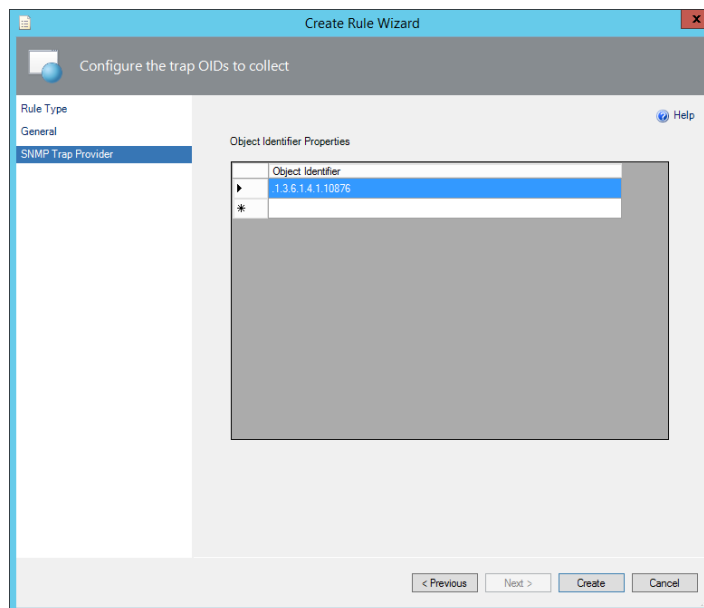 Create Rule Wizard
x
Configure the trap OIDs to collect
Rule Type
General
SNMP Trap Provider
Help
Object Identifier Properties
Object Identifier
.1.3.6.1.4.1.10876
< Previous
Next >
Create
Cancel